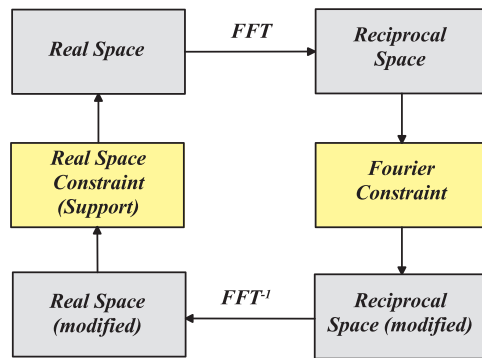 Real Space
FFT
Reciprocal
Space
Real Space
Constraint
(Support)
Fourier
Constraint
Real Space
(modified)
FFT⁻¹
Reciprocal
Space (modified)